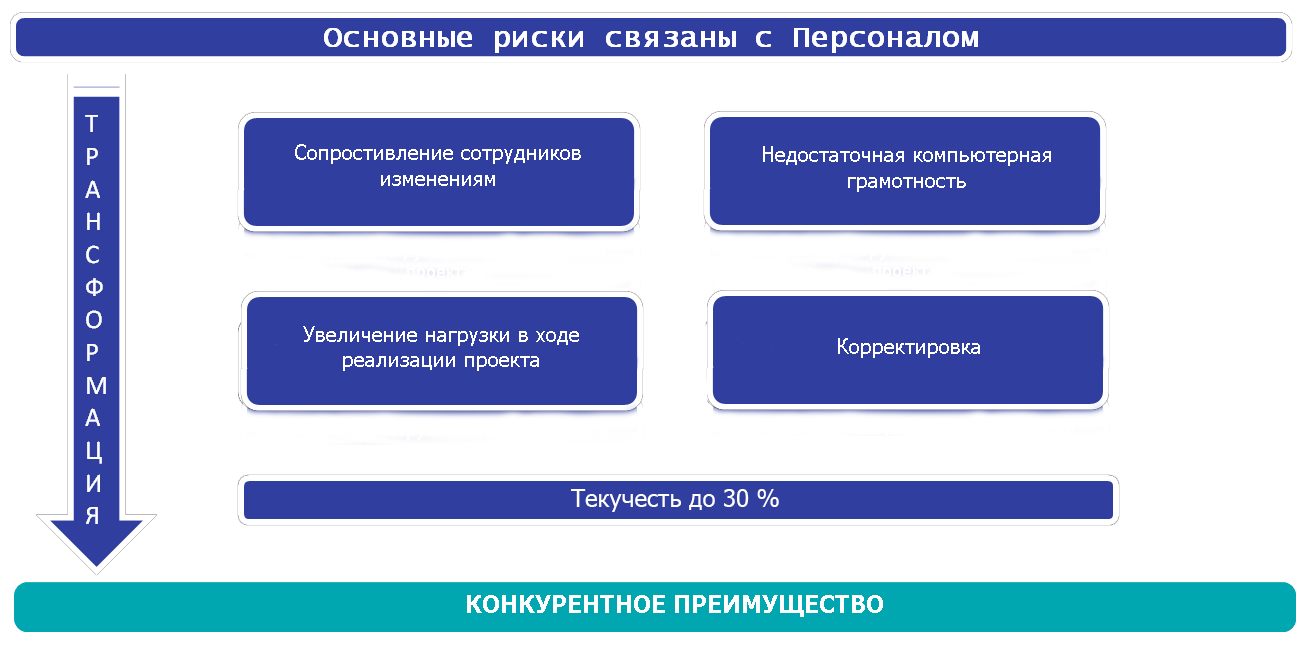 Основные риски связаны с Персоналом
ТРАНСФОРМАЦИЯ
Сопростивление сотрудников
изменениям
Недостаточная компьютерная
грамотность
Увеличение нагрузки в ходе
реализации проекта
Корректировка
Текучесть до 30 %
КОНКУРЕНТНОЕ ПРЕИМУЩЕСТВО